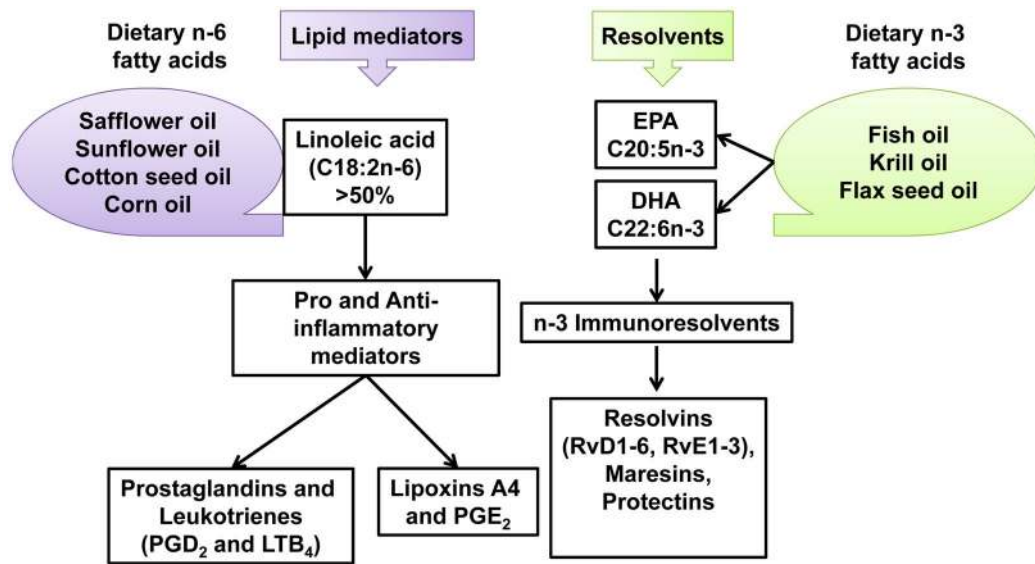 Dietary n-6
fatty acids
Lipid mediators
Resolvents
Dietary n-3
fatty acids
Safflower oil
Sunflower oil
Cotton seed oil
Corn oil
Linoleic acid
(C18:2n-6)
>50%
EPA
C20:5n-3
DHA
C22:6n-3
Fish oil
Krill oil
Flax seed oil
Pro and Anti-
inflammatory
mediators
n-3 Immunoresolvents
Prostaglandins and
Leukotrienes
(PGD₂ and LTB₄)
Lipoxins A4
and PGE₂
Resolvins
(RvD1-6, RvE1-3),
Maresins,
Protectins